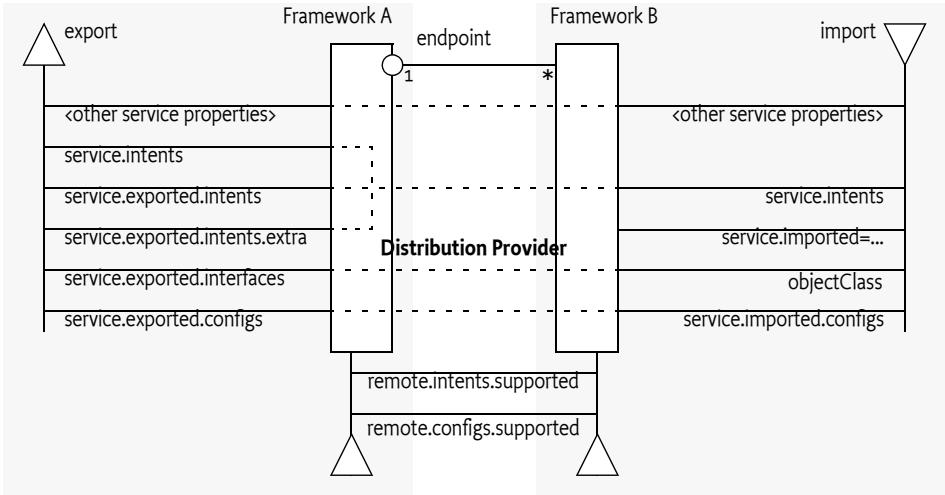 Framework A
Framework B
export
endpoint
import
1
*
<other service properties>
<other service properties>
service.intents
service.exported.intents
service.intents
service.exported.intents.extra
service.imported=...
Distribution Provider
service.exported.interfaces
objectClass
service.exported.configs
service.imported.configs
remote.intents.supported
remote.configs.supported